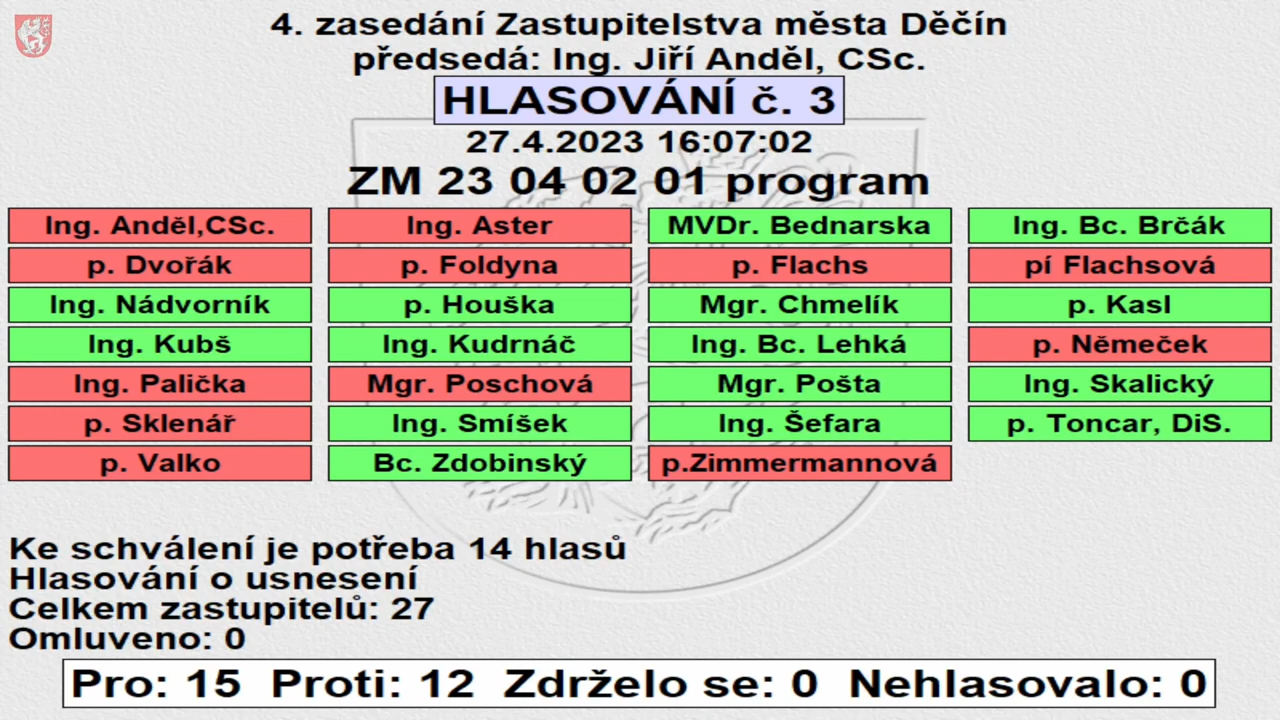 4. zasedání Zastupitelstva města Děčín
předsedá: Ing. Jiří Anděl, CSc.
HLASOVÁNÍ č. 3
27.4.2023 16:07:02
ZM 23 04 02 01 program
Ing. Anděl,CSc. Ing. Aster MVDr. Bednarska Ing. Bc. Brčák
p. Dvořák p. Foldyna p. Flachs pí Flachsová
Ing. Nádvorník p. Houška Mgr. Chmelík p. Kasl
Ing. Kubš Ing. Kudrnáč Ing. Bc. Lehká p. Němeček
Ing. Palička Mgr. Poschová Mgr. Pošta Ing. Skalický
p. Sklenář Ing. Smíšek Ing. Šefara p. Toncar, DiS.
p. Valko Bc. Zdobinský p.Zimmermannová
Ke schválení je potřeba 14 hlasů
Hlasování o usnesení
Celkem zastupitelů: 27
Omluveno: 0
Pro: 15 Proti: 12 Zdrželo se: 0 Nehlasovalo: 0